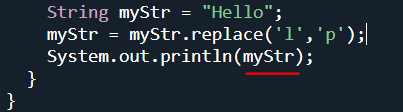 String myStr = "Hello";
myStr = myStr.replace('l','p');
System.out.println(myStr);
}
}